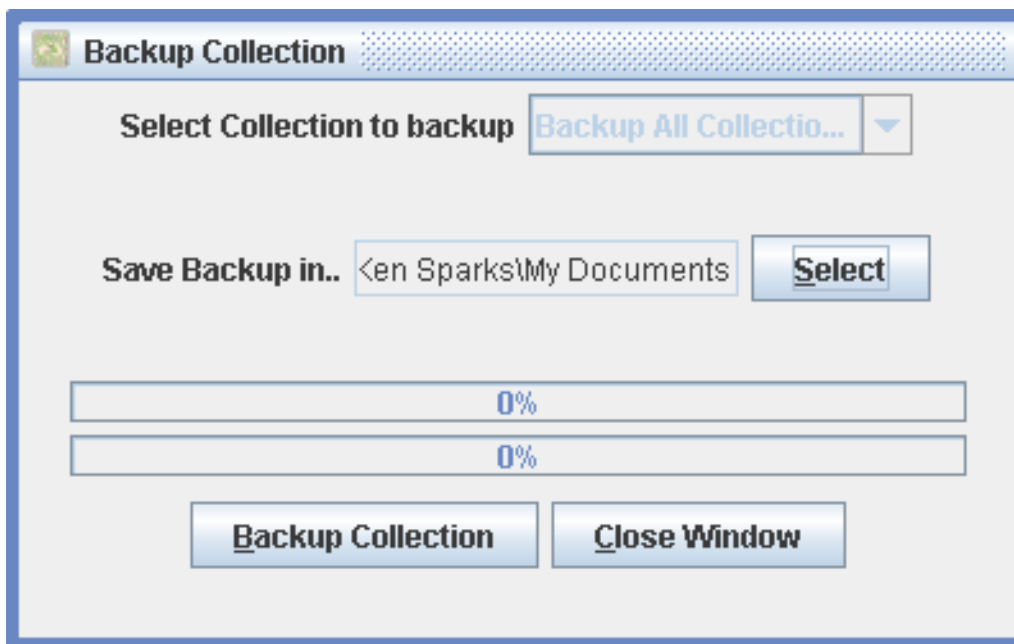 Backup Collection
Select Collection to backup Backup All Collectio...
Save Backup in.. Ken Sparks\My Documents Select
0%
0%
Backup Collection Close Window